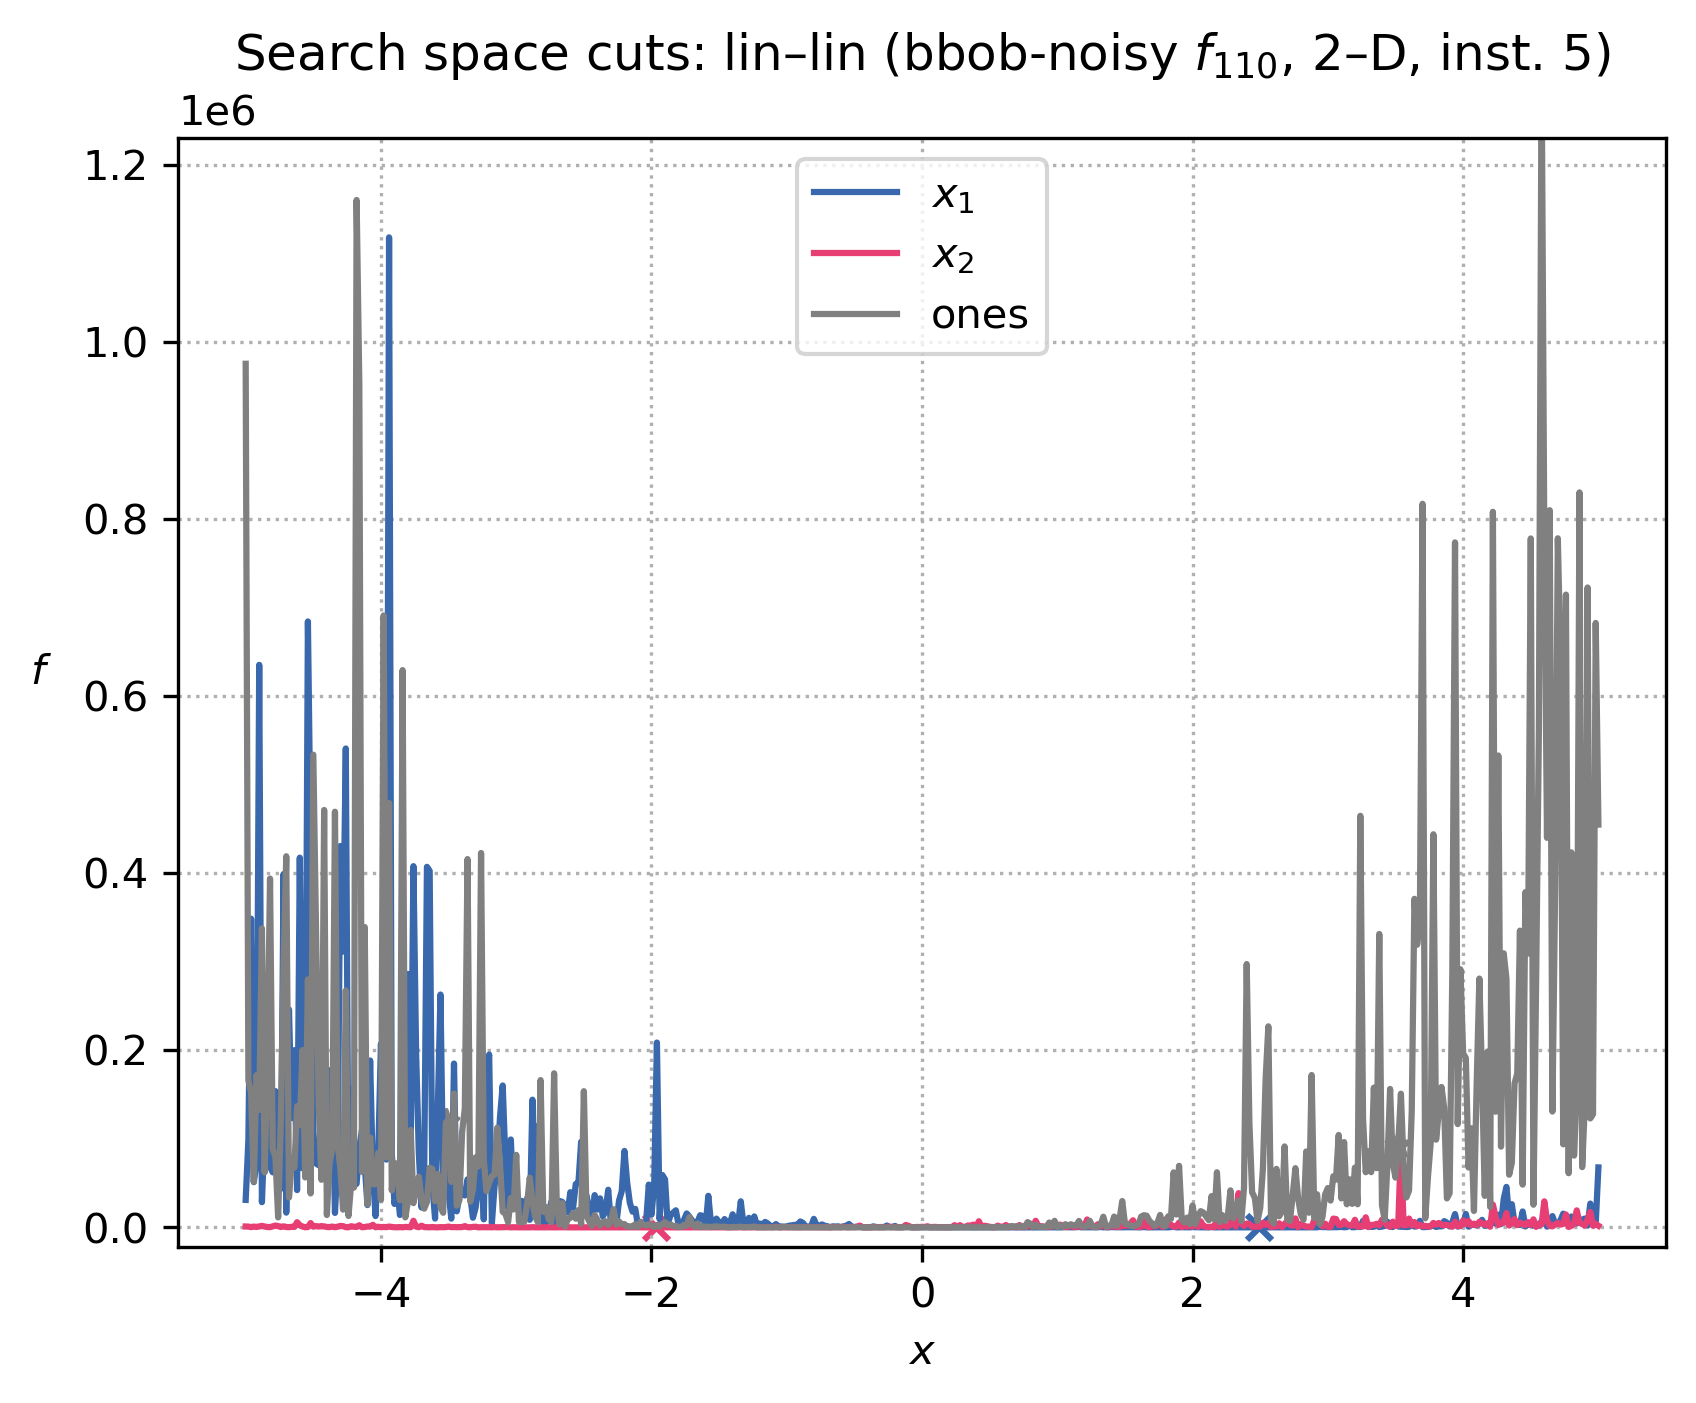 Search space cuts: lin–lin (bbob-noisy f₁₁₀, 2–D, inst. 5)
1e6
1.2
1.0
0.8
0.6
0.4
0.2
0.0
f
x₁
x₂
ones
−4
−2
0
2
4
x